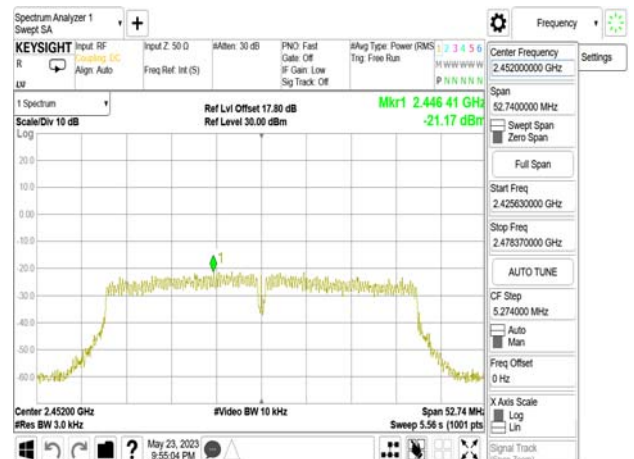 Spectrum Analyzer 1
Swept SA
Frequency
KEYSIGHT
R
Input: RF
Coupling: DC
Align: Auto
Input Z: 50 Ω
Freq Ref: Int (S)
#Atten: 30 dB
PNO: Fast
Gate: Off
IF Gain: Low
Sig Track: Off
#Avg Type: Power (RMS
Trig: Free Run
1 2 3 4 5 6
M W W W W W
P N N N N N
Center Frequency
2.452000000 GHz
Settings
Span
52.7400000 MHz
Swept Span
Zero Span
Full Span
Start Freq
2.425630000 GHz
Stop Freq
2.478370000 GHz
AUTO TUNE
CF Step
5.274000 MHz
Auto
Man
Freq Offset
0 Hz
X Axis Scale
Log
Lin
Signal Track
1 Spectrum
Scale/Div 10 dB
Ref Lvl Offset 17.80 dB
Ref Level 30.00 dBm
Mkr1 2.446 41 GHz
-21.17 dBm
Log
20.0
10.0
0.00
-10.0
-20.0
-30.0
-40.0
-50.0
-60.0
1
Center 2.45200 GHz
#Res BW 3.0 kHz
#Video BW 10 kHz
Span 52.74 MHz
Sweep 5.56 s (1001 pts)
May 23, 2023
9:55:04 PM